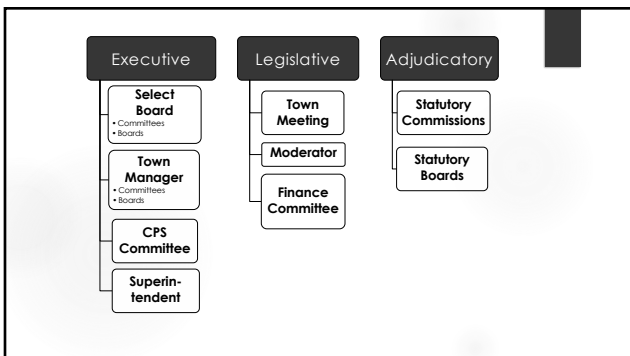 Executive
Select
Board
• Committees
• Boards
Town
Manager
• Committees
• Boards
CPS
Committee
Superin-
tendent
Legislative
Town
Meeting
Moderator
Finance
Committee
Adjudicatory
Statutory
Commissions
Statutory
Boards